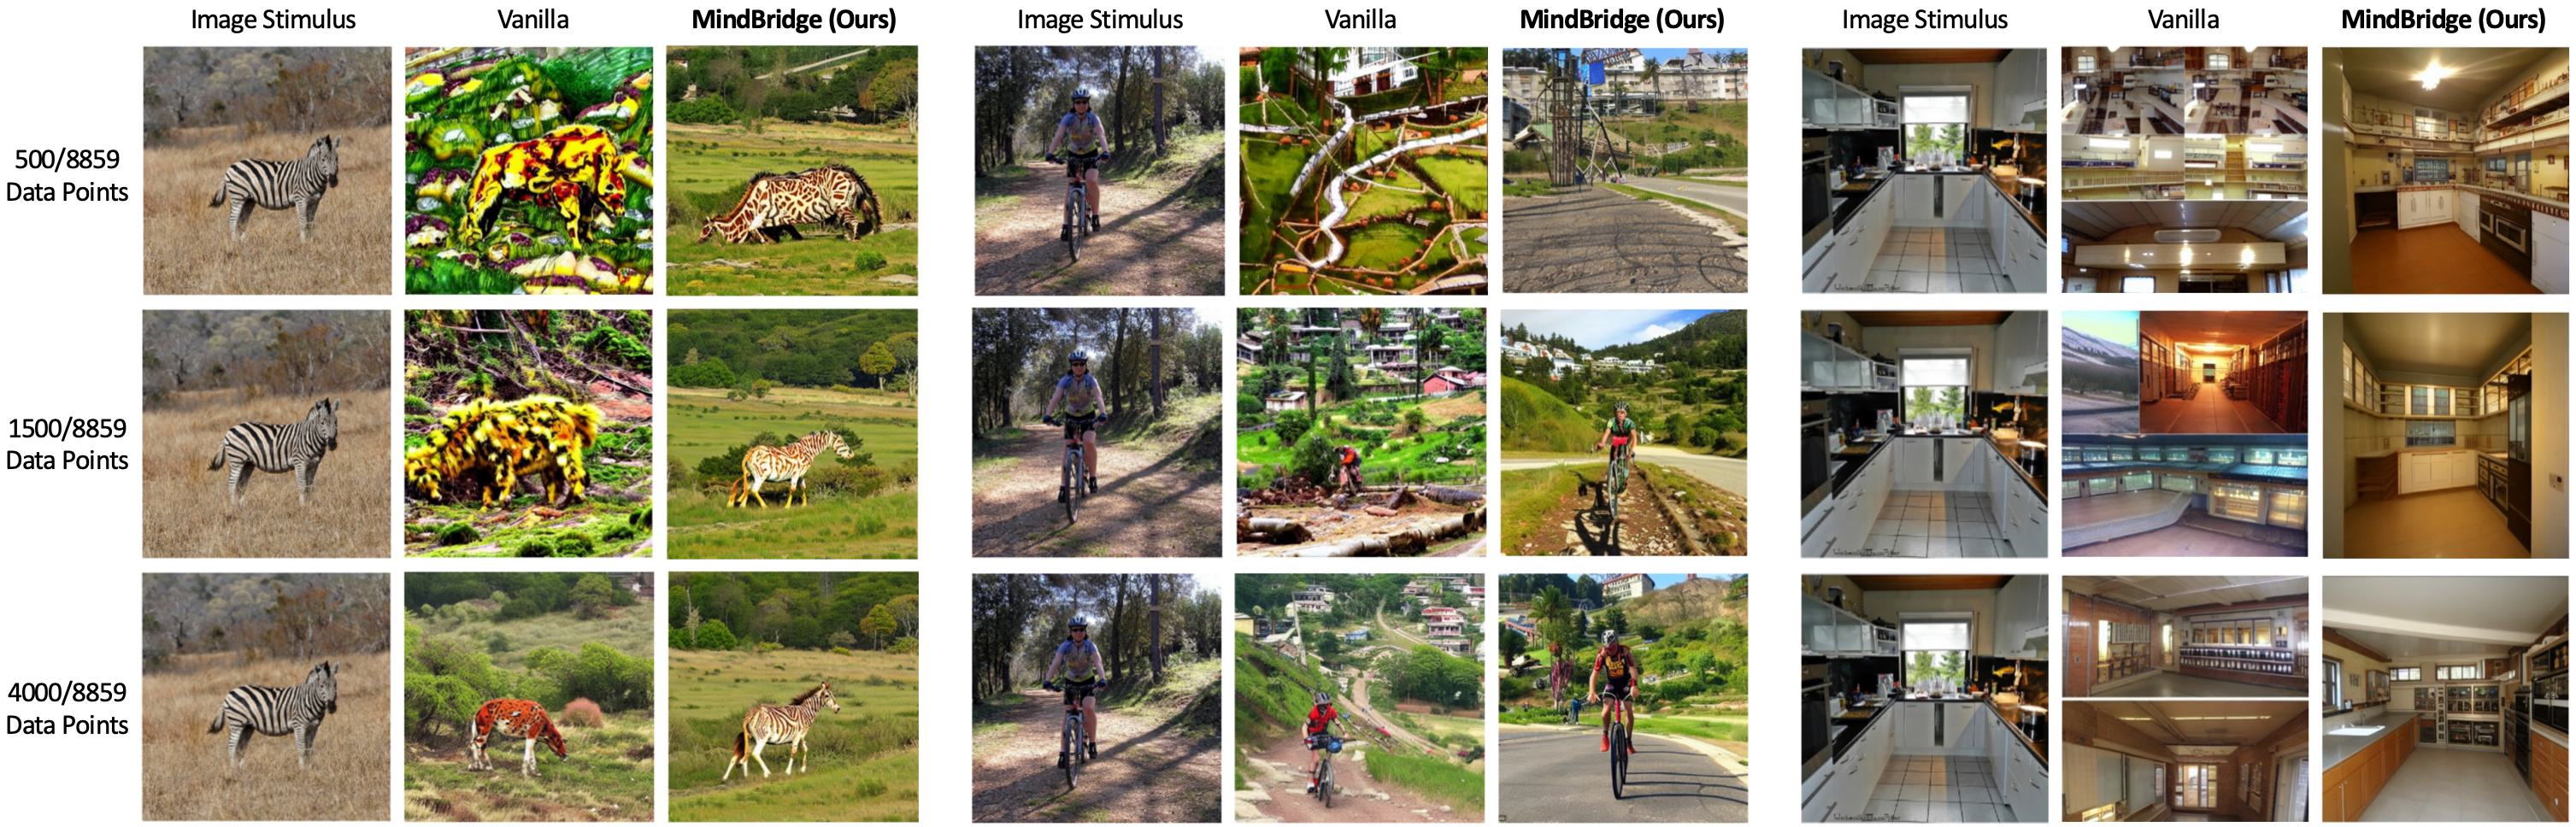 Image Stimulus Vanilla MindBridge (Ours) Image Stimulus Vanilla MindBridge (Ours) Image Stimulus Vanilla MindBridge (Ours)
500/8859
Data Points
1500/8859
Data Points
4000/8859
Data Points